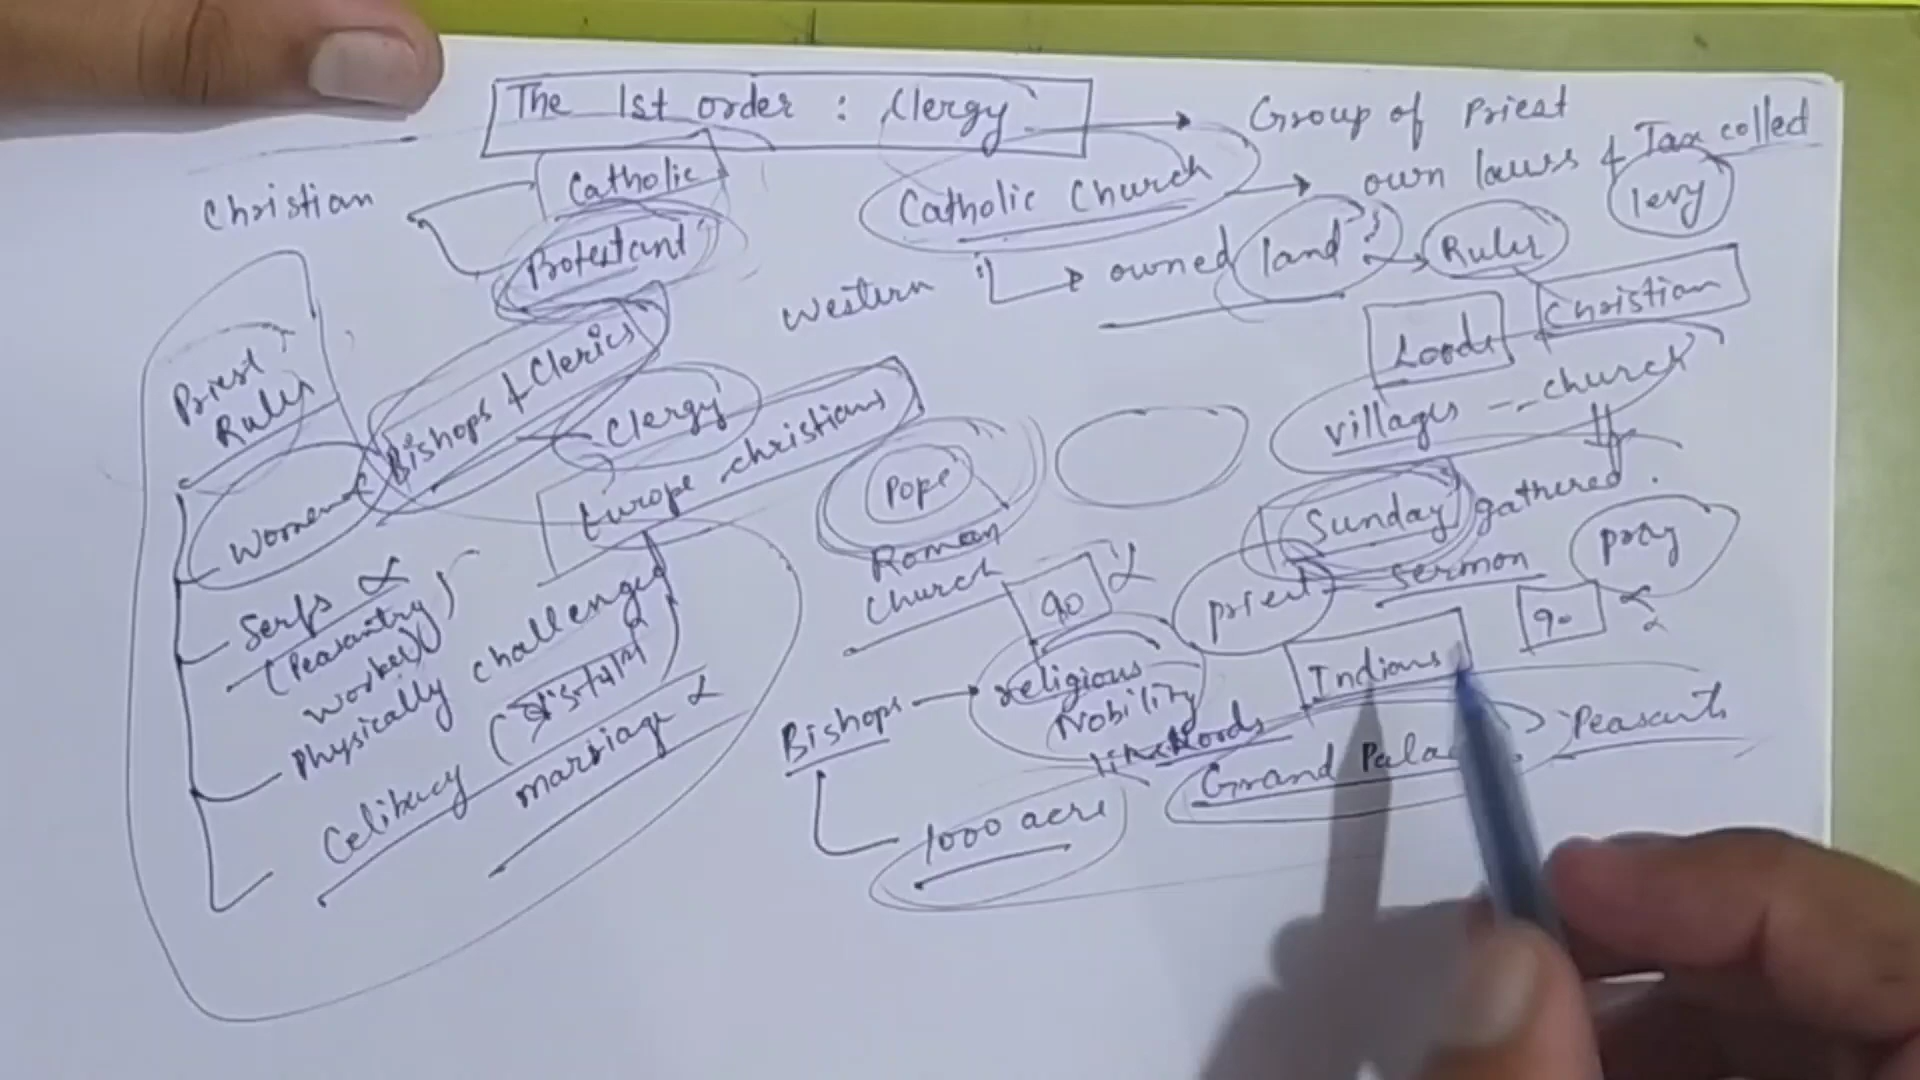 The 1st order : Clergy
Group of Priest
own laws & Tax colled
levy
Christian
Catholic
Protestant
Catholic Church
western
owned land
Ruler
Lords
Christian
villages -- church
Sunday gathered.
priest
sermon
pray
90
Priest
Rules
Bishops & Clerics
Clergy
Europe christians
Pope
Roman
church
Women
Serfs
(Peasantry
worker)
Physically challenged
Celibacy
marriage
Bishops
90
religious
Nobility
like Lords
1000 acre
Indians
Grand Pala
Peasants